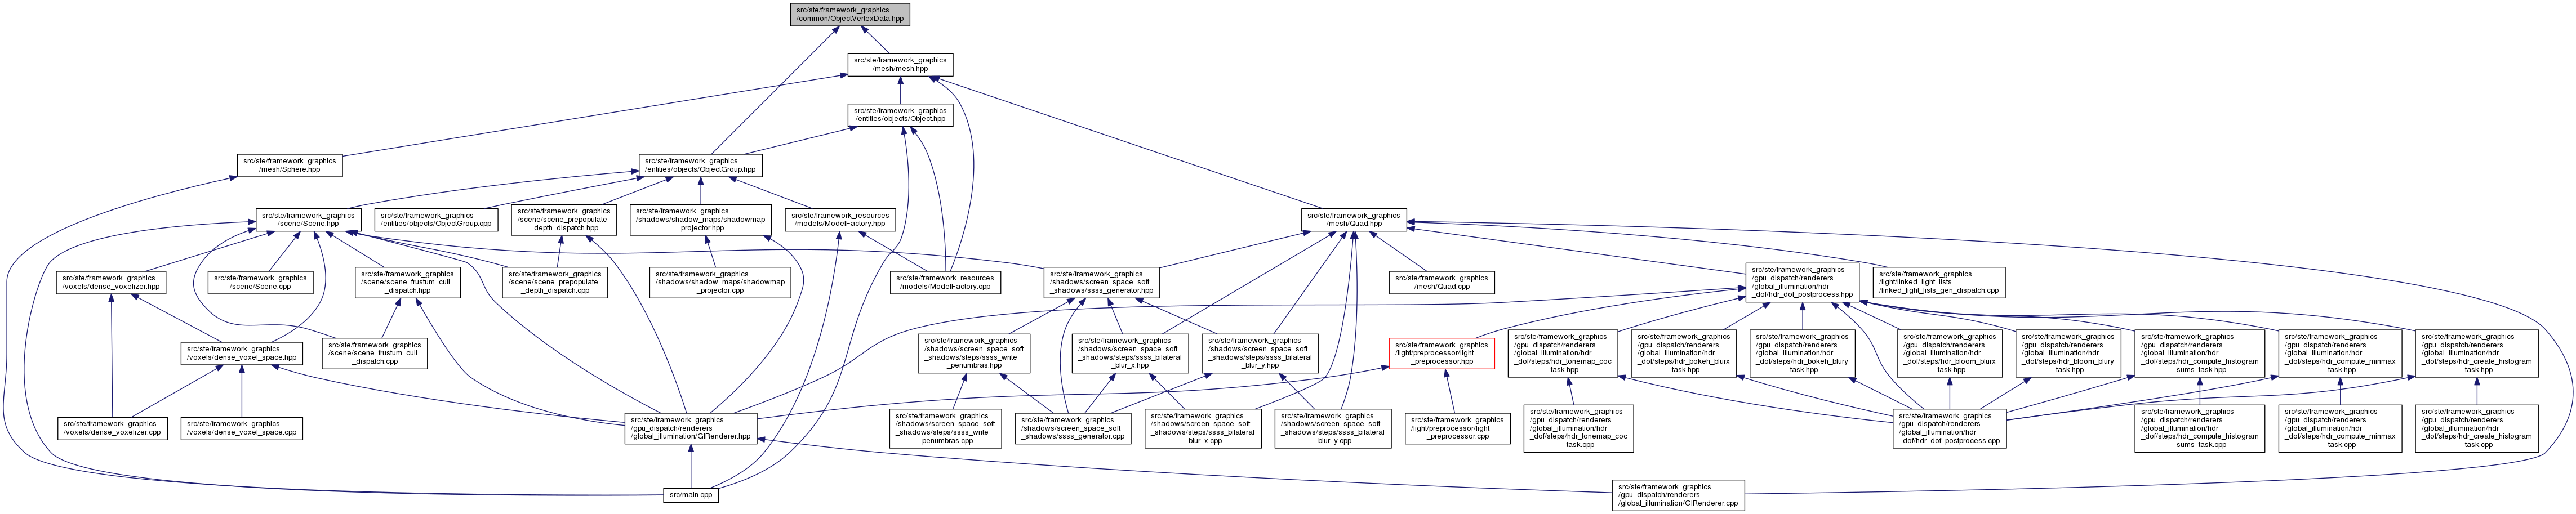 src/ste/framework_graphics
/common/ObjectVertexData.hpp
src/ste/framework_graphics
/mesh/mesh.hpp
src/ste/framework_graphics
/entities/objects/Object.hpp
src/ste/framework_graphics
/mesh/Sphere.hpp
src/ste/framework_graphics
/entities/objects/ObjectGroup.hpp
src/ste/framework_graphics
/scene/Scene.hpp
src/ste/framework_graphics
/entities/objects/ObjectGroup.cpp
src/ste/framework_graphics
/scene/scene_prepopulate
_depth_dispatch.hpp
src/ste/framework_graphics
/shadows/shadow_maps/shadowmap
_projector.hpp
src/ste/framework_resources
/models/ModelFactory.hpp
src/ste/framework_graphics
/mesh/Quad.hpp
src/ste/framework_graphics
/voxels/dense_voxelizer.hpp
src/ste/framework_graphics
/scene/Scene.cpp
src/ste/framework_graphics
/scene/scene_frustum_cull
_dispatch.hpp
src/ste/framework_graphics
/scene/scene_prepopulate
_depth_dispatch.cpp
src/ste/framework_graphics
/shadows/shadow_maps/shadowmap
_projector.cpp
src/ste/framework_resources
/models/ModelFactory.cpp
src/ste/framework_graphics
/shadows/screen_space_soft
_shadows/ssss_generator.hpp
src/ste/framework_graphics
/mesh/Quad.cpp
src/ste/framework_graphics
/gpu_dispatch/renderers
/global_illumination/hdr
_dof/hdr_dof_postprocess.hpp
src/ste/framework_graphics
/light/linked_light_lists
/linked_light_lists_gen_dispatch.cpp
src/ste/framework_graphics
/voxels/dense_voxel_space.hpp
src/ste/framework_graphics
/scene/scene_frustum_cull
_dispatch.cpp
src/ste/framework_graphics
/shadows/screen_space_soft
_shadows/steps/ssss_write
_penumbras.hpp
src/ste/framework_graphics
/shadows/screen_space_soft
_shadows/steps/ssss_bilateral
_blur_x.hpp
src/ste/framework_graphics
/shadows/screen_space_soft
_shadows/steps/ssss_bilateral
_blur_y.hpp
src/ste/framework_graphics
/light/preprocessor/light
_preprocessor.hpp
src/ste/framework_graphics
/gpu_dispatch/renderers
/global_illumination/hdr
_dof/steps/hdr_tonemap_coc
_task.hpp
src/ste/framework_graphics
/gpu_dispatch/renderers
/global_illumination/hdr
_dof/steps/hdr_bokeh_blurx
_task.hpp
src/ste/framework_graphics
/gpu_dispatch/renderers
/global_illumination/hdr
_dof/steps/hdr_bokeh_blury
_task.hpp
src/ste/framework_graphics
/gpu_dispatch/renderers
/global_illumination/hdr
_dof/steps/hdr_bloom_blurx
_task.hpp
src/ste/framework_graphics
/gpu_dispatch/renderers
/global_illumination/hdr
_dof/steps/hdr_bloom_blury
_task.hpp
src/ste/framework_graphics
/gpu_dispatch/renderers
/global_illumination/hdr
_dof/steps/hdr_compute_histogram
_sums_task.hpp
src/ste/framework_graphics
/gpu_dispatch/renderers
/global_illumination/hdr
_dof/steps/hdr_compute_minmax
_task.hpp
src/ste/framework_graphics
/gpu_dispatch/renderers
/global_illumination/hdr
_dof/steps/hdr_create_histogram
_task.hpp
src/ste/framework_graphics
/voxels/dense_voxelizer.cpp
src/ste/framework_graphics
/voxels/dense_voxel_space.cpp
src/ste/framework_graphics
/gpu_dispatch/renderers
/global_illumination/GIRenderer.hpp
src/ste/framework_graphics
/shadows/screen_space_soft
_shadows/steps/ssss_write
_penumbras.cpp
src/ste/framework_graphics
/shadows/screen_space_soft
_shadows/ssss_generator.cpp
src/ste/framework_graphics
/shadows/screen_space_soft
_shadows/steps/ssss_bilateral
_blur_x.cpp
src/ste/framework_graphics
/shadows/screen_space_soft
_shadows/steps/ssss_bilateral
_blur_y.cpp
src/ste/framework_graphics
/light/preprocessor/light
_preprocessor.cpp
src/ste/framework_graphics
/gpu_dispatch/renderers
/global_illumination/hdr
_dof/steps/hdr_tonemap_coc
_task.cpp
src/ste/framework_graphics
/gpu_dispatch/renderers
/global_illumination/hdr
_dof/hdr_dof_postprocess.cpp
src/ste/framework_graphics
/gpu_dispatch/renderers
/global_illumination/hdr
_dof/steps/hdr_compute_histogram
_sums_task.cpp
src/ste/framework_graphics
/gpu_dispatch/renderers
/global_illumination/hdr
_dof/steps/hdr_compute_minmax
_task.cpp
src/ste/framework_graphics
/gpu_dispatch/renderers
/global_illumination/hdr
_dof/steps/hdr_create_histogram
_task.cpp
src/main.cpp
src/ste/framework_graphics
/gpu_dispatch/renderers
/global_illumination/GIRenderer.cpp